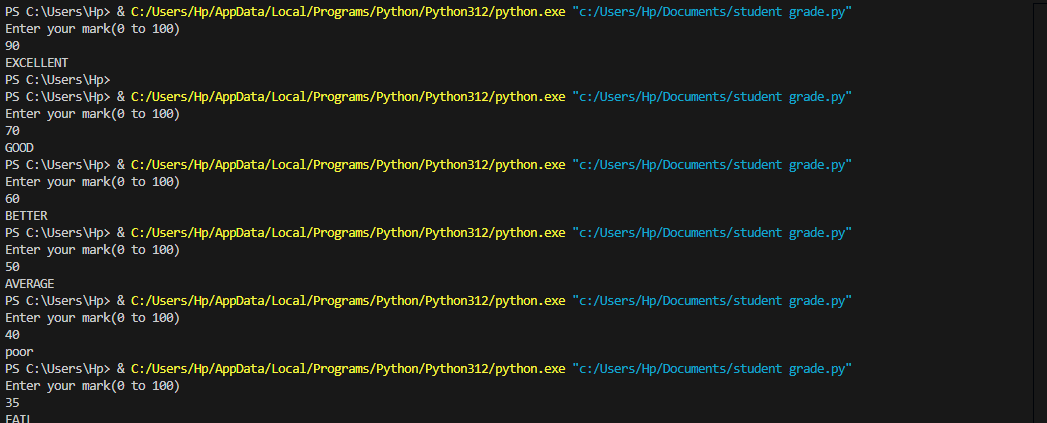 PS C:\Users\Hp> & C:/Users/Hp/AppData/Local/Programs/Python/Python312/python.exe "c:/Users/Hp/Documents/student grade.py"
Enter your mark(0 to 100)
90
EXCELLENT
PS C:\Users\Hp>
PS C:\Users\Hp> & C:/Users/Hp/AppData/Local/Programs/Python/Python312/python.exe "c:/Users/Hp/Documents/student grade.py"
Enter your mark(0 to 100)
70
GOOD
PS C:\Users\Hp> & C:/Users/Hp/AppData/Local/Programs/Python/Python312/python.exe "c:/Users/Hp/Documents/student grade.py"
Enter your mark(0 to 100)
60
BETTER
PS C:\Users\Hp> & C:/Users/Hp/AppData/Local/Programs/Python/Python312/python.exe "c:/Users/Hp/Documents/student grade.py"
Enter your mark(0 to 100)
50
AVERAGE
PS C:\Users\Hp> & C:/Users/Hp/AppData/Local/Programs/Python/Python312/python.exe "c:/Users/Hp/Documents/student grade.py"
Enter your mark(0 to 100)
40
poor
PS C:\Users\Hp> & C:/Users/Hp/AppData/Local/Programs/Python/Python312/python.exe "c:/Users/Hp/Documents/student grade.py"
Enter your mark(0 to 100)
35
FAIL